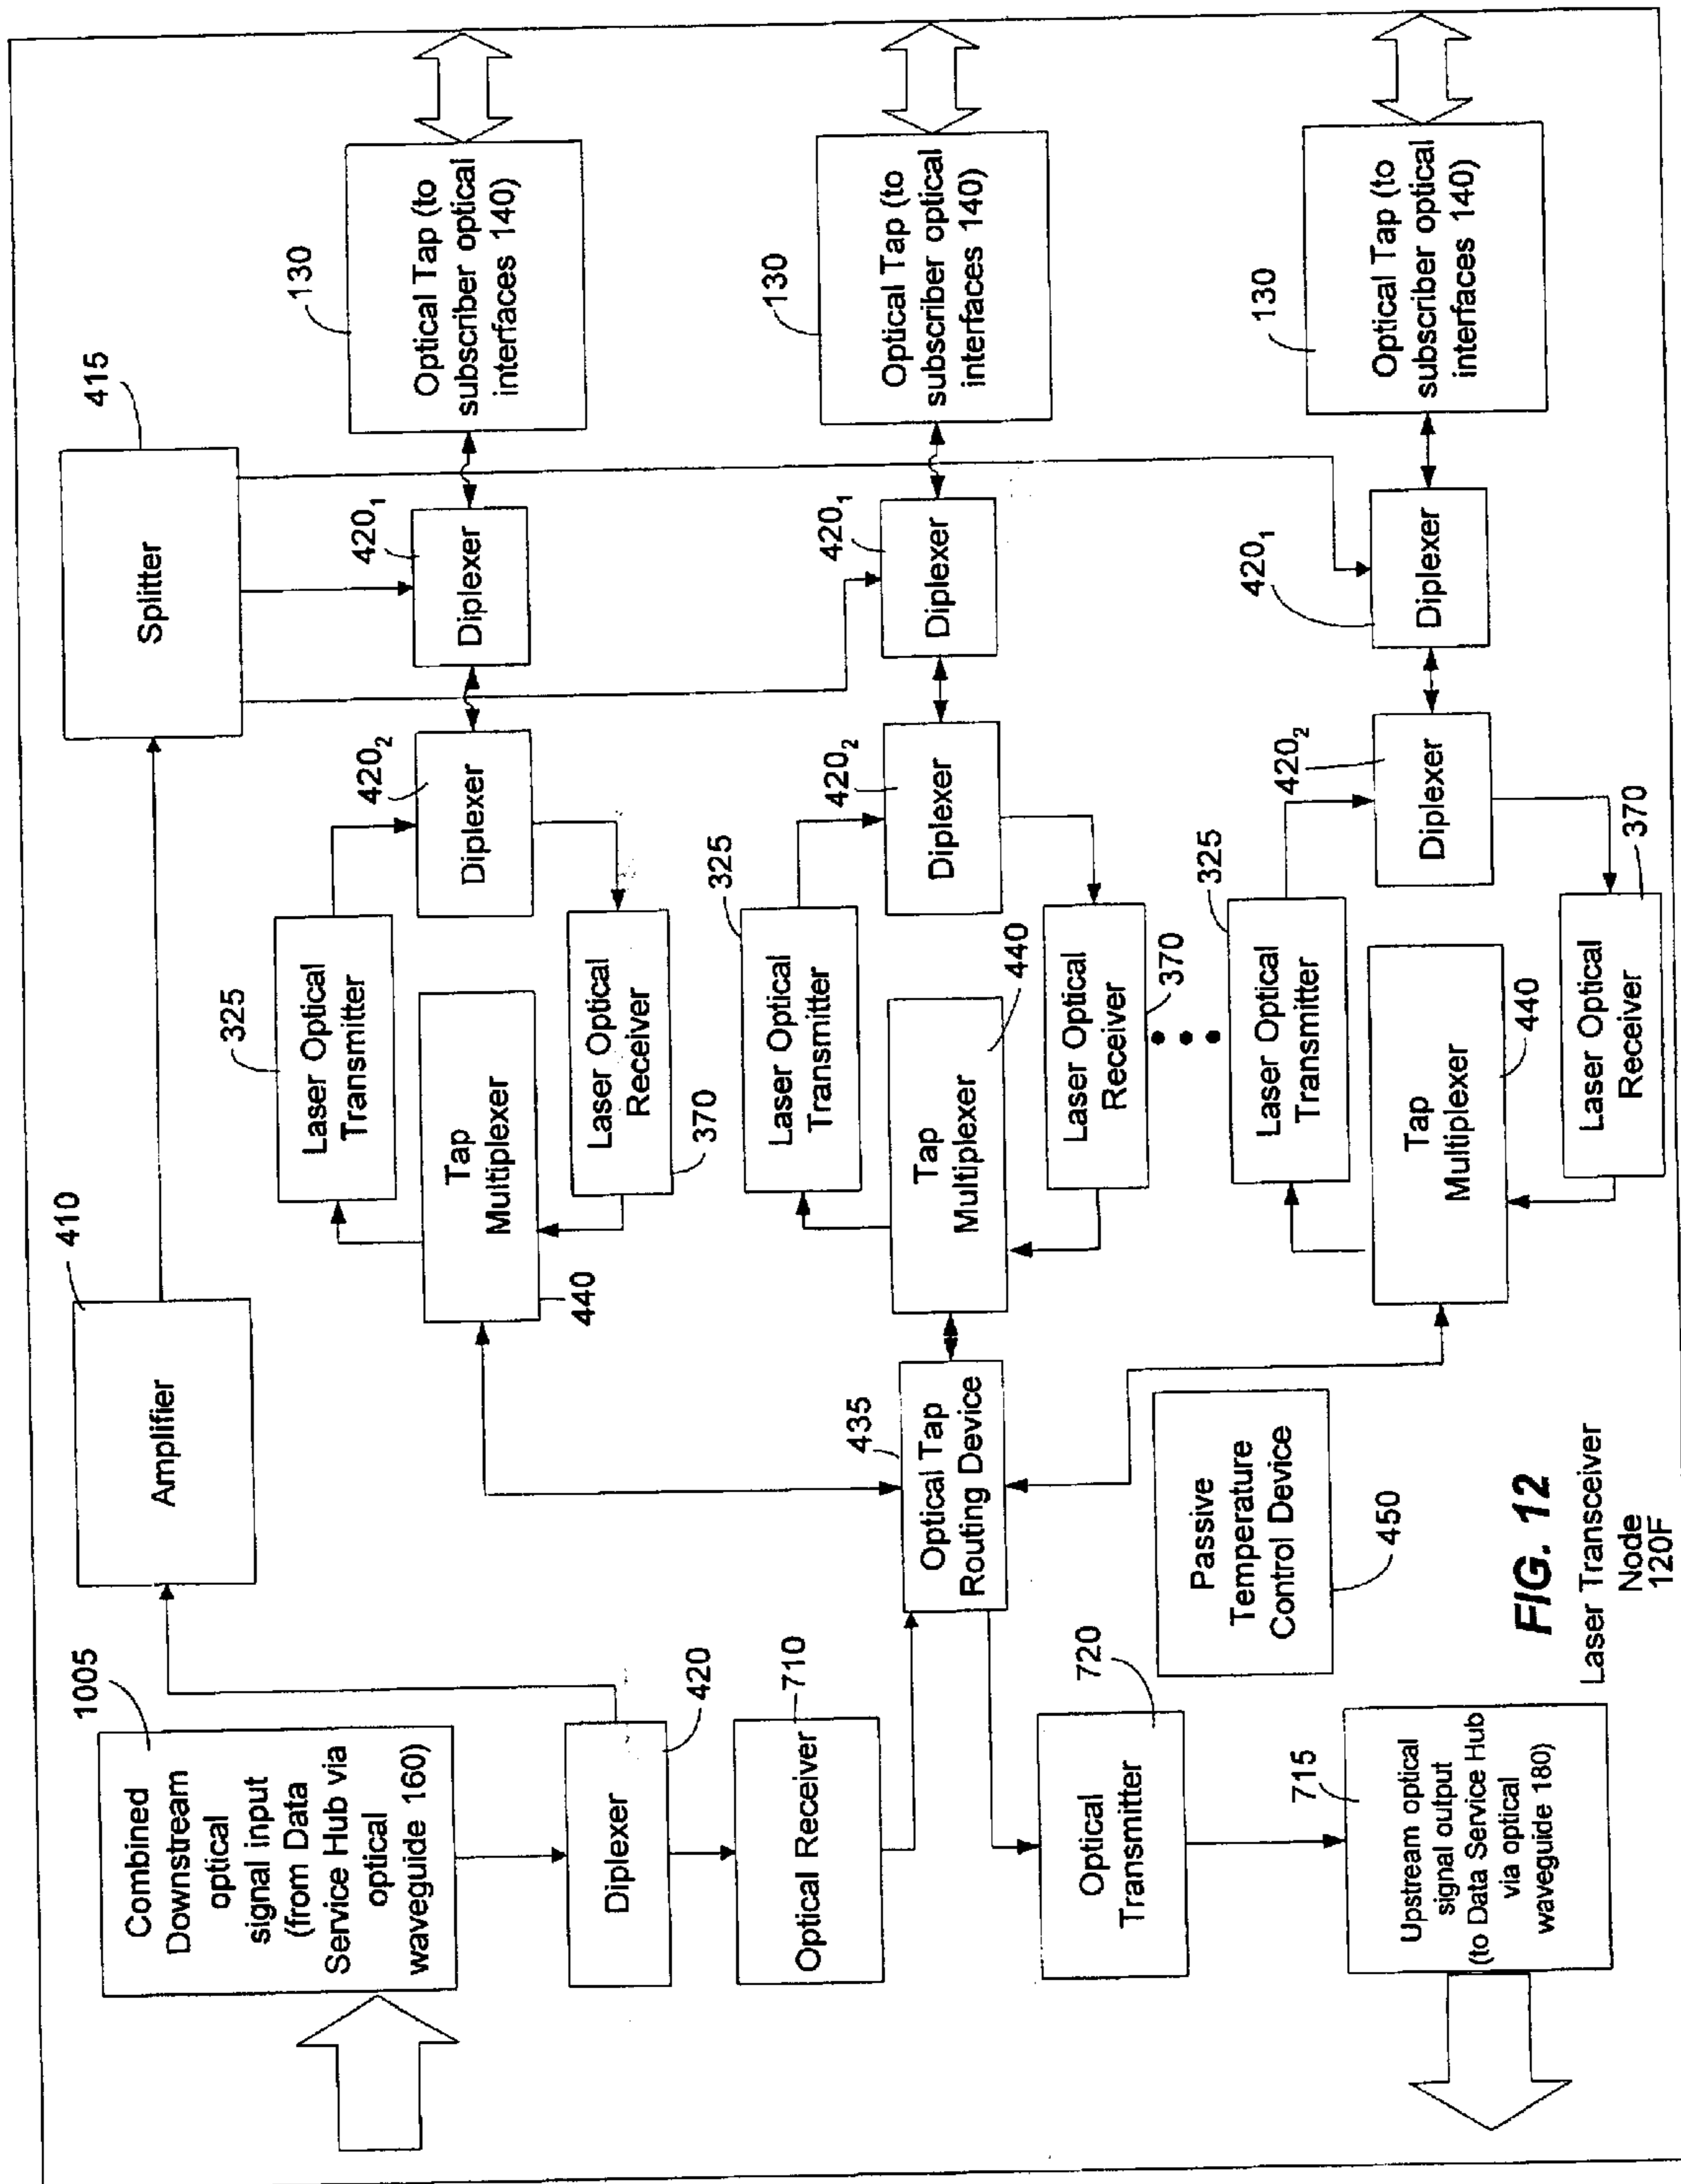 1005
Combined
Downstream
optical
signal input
(from Data
Service Hub via
optical
waveguide 160)
410
Amplifier
415
Splitter
420
Diplexer
710
Optical Receiver
435
Optical Tap
Routing Device
720
Optical
Transmitter
715
Upstream optical
signal output
(to Data Service Hub
via optical
waveguide 180)
Passive
Temperature
Control Device
450
325
Laser Optical
Transmitter
Tap
Multiplexer
440
Laser Optical
Receiver
370
420₂
Diplexer
420₁
Diplexer
130
Optical Tap (to
subscriber optical
interfaces 140)
325
Laser Optical
Transmitter
Tap
Multiplexer
440
Laser Optical
Receiver
370
420₂
Diplexer
420₁
Diplexer
130
Optical Tap (to
subscriber optical
interfaces 140)
325
Laser Optical
Transmitter
Tap
Multiplexer
440
Laser Optical
Receiver
370
420₂
Diplexer
420₁
Diplexer
130
Optical Tap (to
subscriber optical
interfaces 140)
FIG. 12
Laser Transceiver
Node
120F